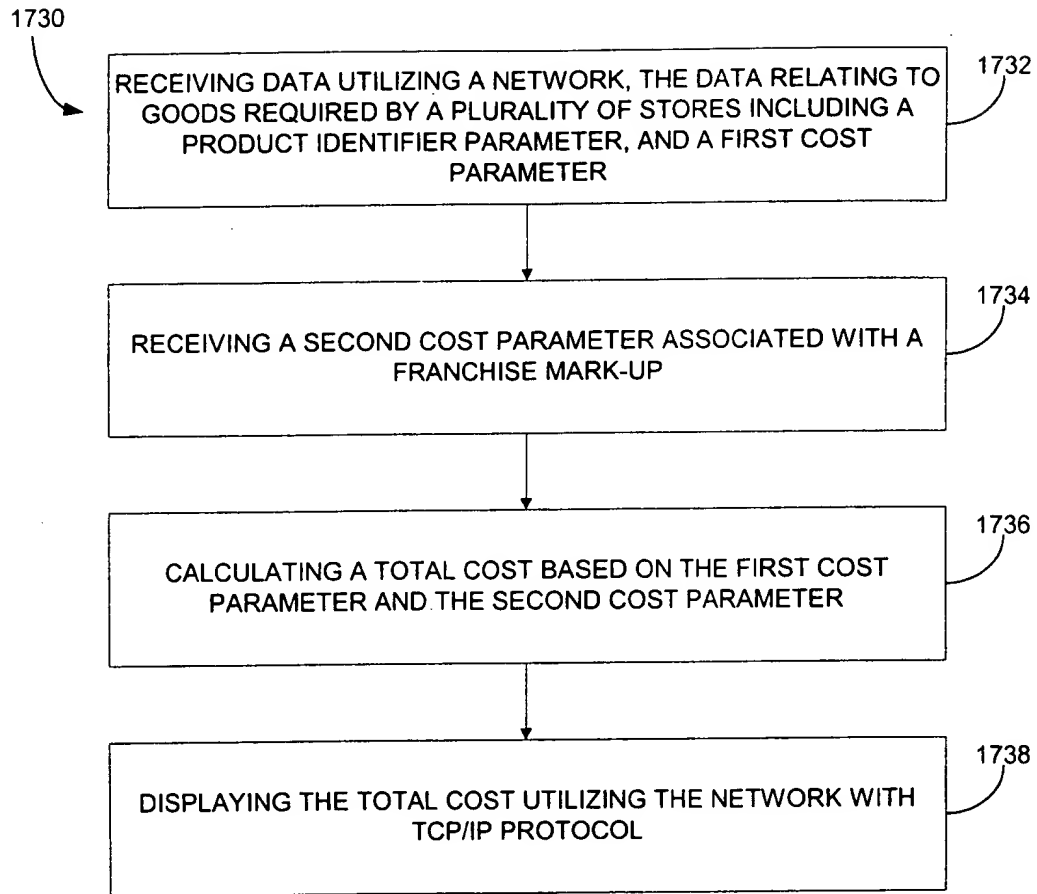 1730
RECEIVING DATA UTILIZING A NETWORK, THE DATA RELATING TO
GOODS REQUIRED BY A PLURALITY OF STORES INCLUDING A
PRODUCT IDENTIFIER PARAMETER, AND A FIRST COST
PARAMETER
1732
RECEIVING A SECOND COST PARAMETER ASSOCIATED WITH A
FRANCHISE MARK-UP
1734
CALCULATING A TOTAL COST BASED ON THE FIRST COST
PARAMETER AND THE SECOND COST PARAMETER
1736
DISPLAYING THE TOTAL COST UTILIZING THE NETWORK WITH
TCP/IP PROTOCOL
1738